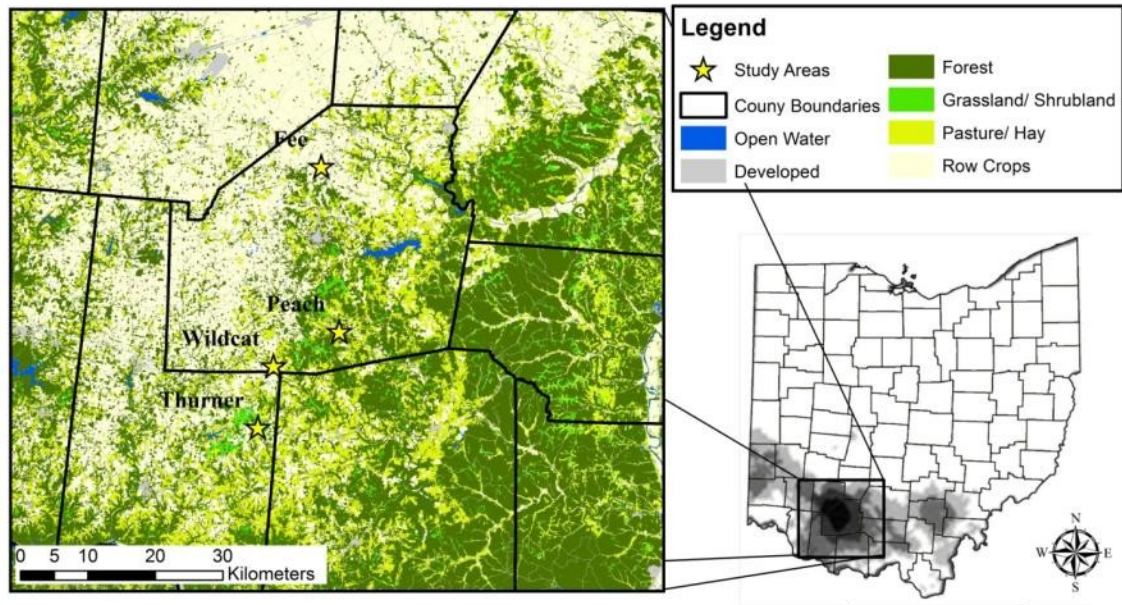 Fee
Peach
Wildcat
Thurner
0 5 10 20 30
Kilometers
Legend
Study Areas
Couny Boundaries
Open Water
Developed
Forest
Grassland/ Shrubland
Pasture/ Hay
Row Crops
N
W E
S